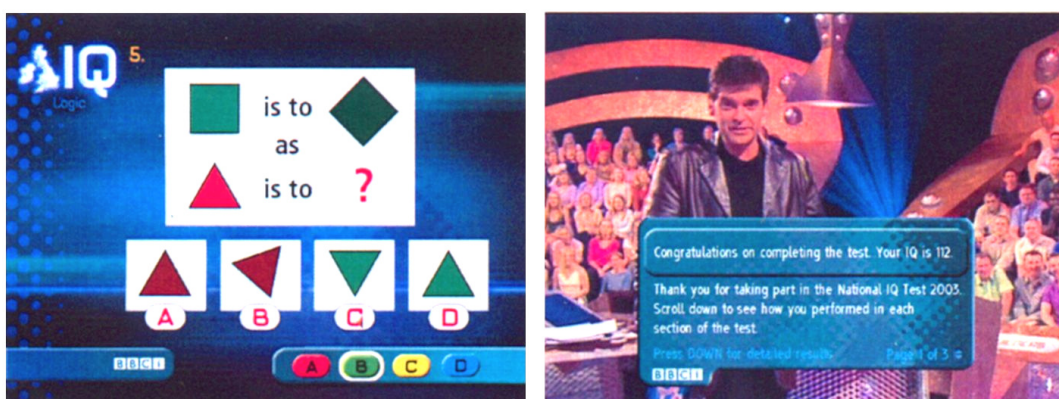 IQ 5.
Logic
is to
as
is to ?
A B C D
BBCi
A B C D
Congratulations on completing the test. Your IQ is 112.
Thank you for taking part in the National IQ Test 2003.
Scroll down to see how you performed in each
section of the test.
Press DOWN for detailed results Page 1 of 3
BBCi